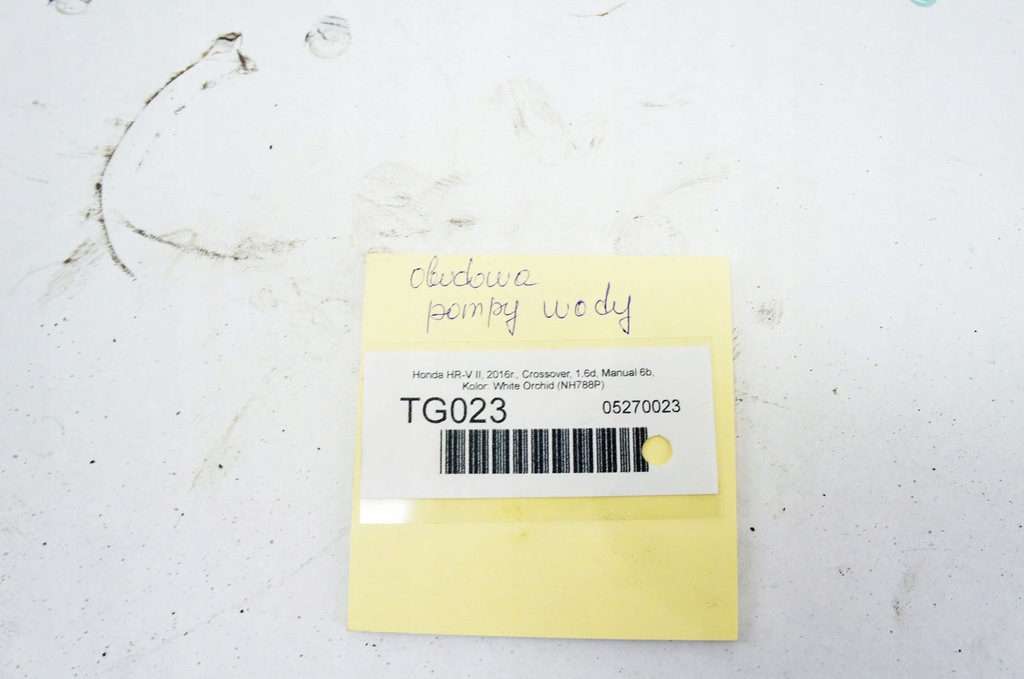 obudowa
pompy wody
Honda HR-V II, 2016r., Crossover, 1.6d, Manual 6b,
Kolor: White Orchid (NH788P)
TG023 05270023